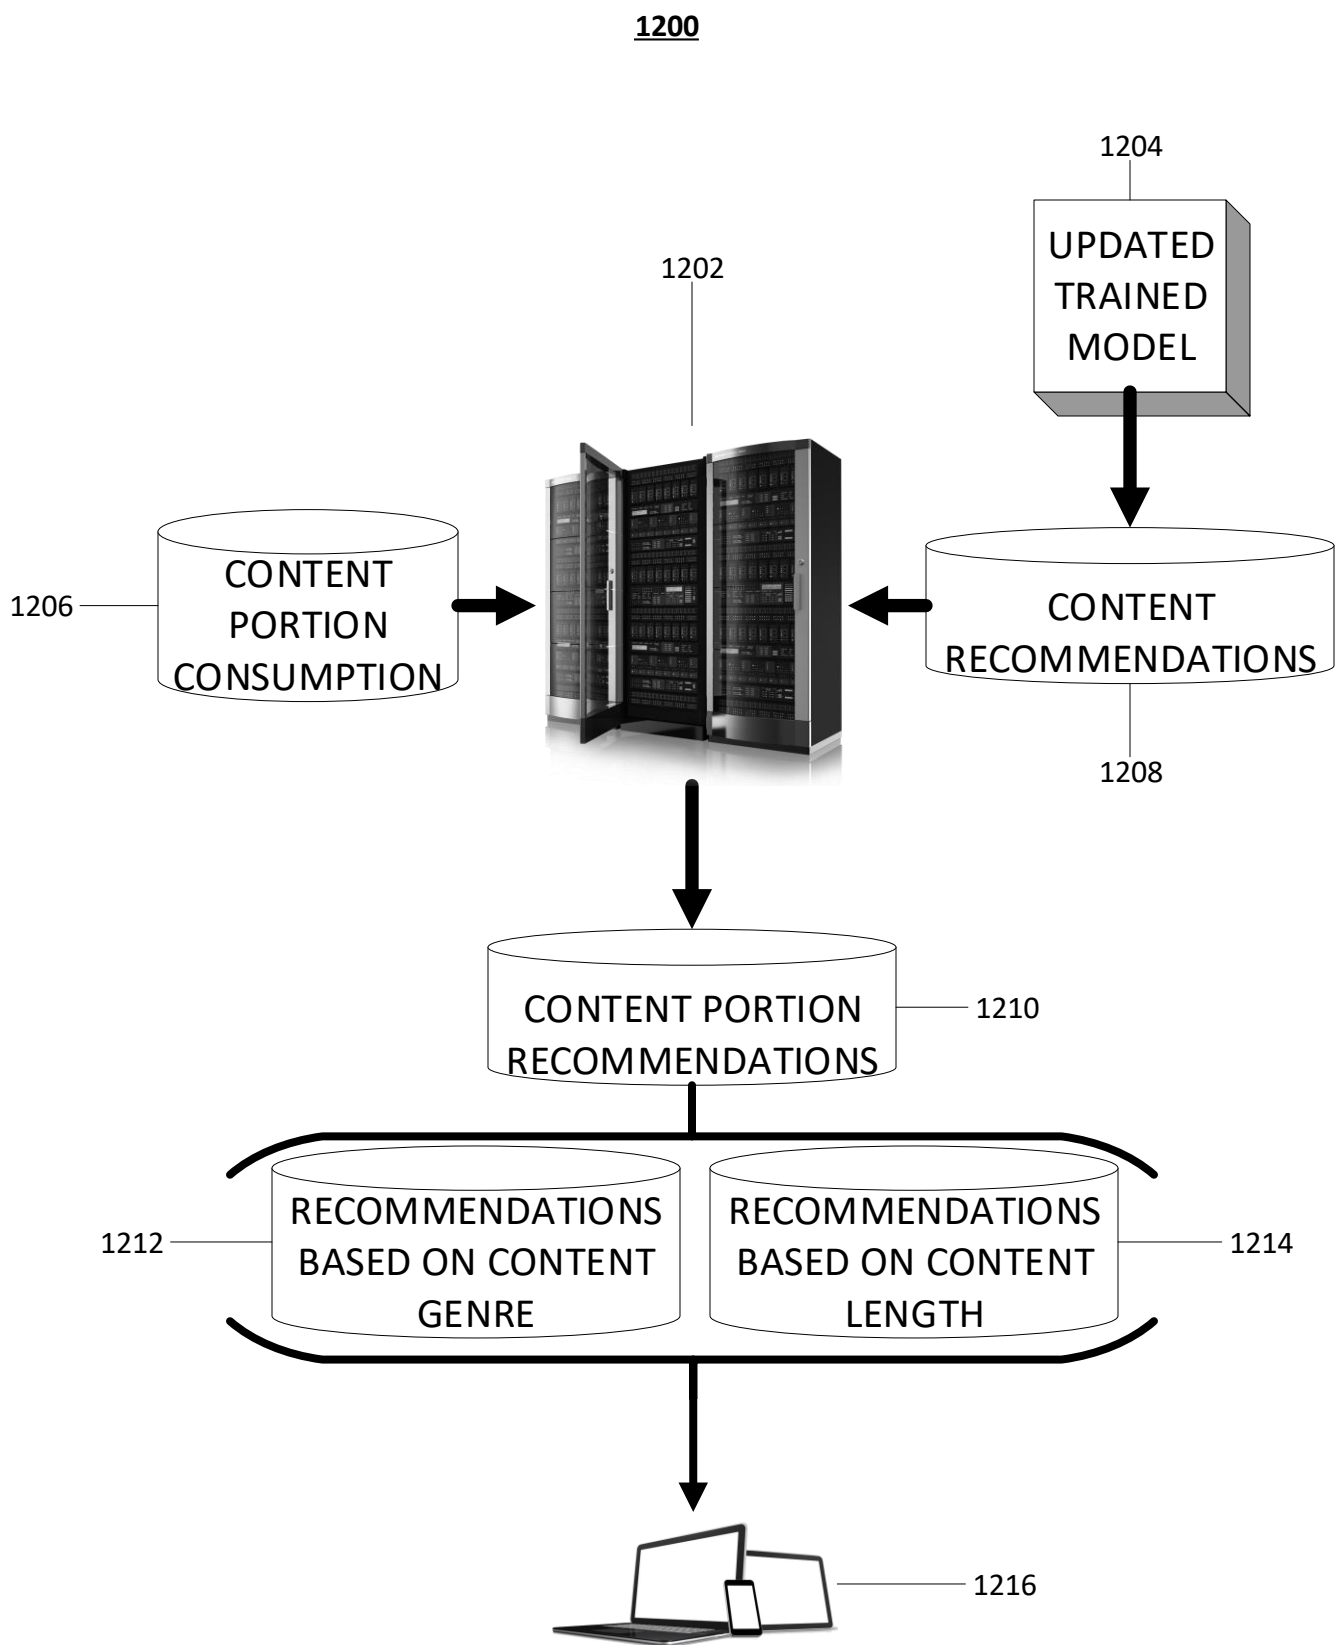 1200
1204
UPDATED
TRAINED
MODEL
1202
CONTENT
PORTION
CONSUMPTION
1206
CONTENT
RECOMMENDATIONS
1208
CONTENT PORTION
RECOMMENDATIONS
1210
RECOMMENDATIONS
BASED ON CONTENT
GENRE
1212
RECOMMENDATIONS
BASED ON CONTENT
LENGTH
1214
1216